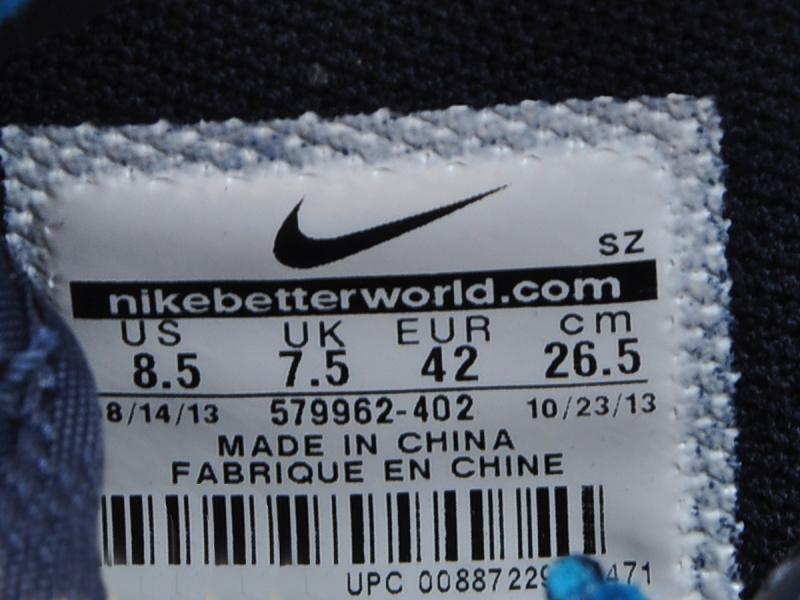 SZ
nikebetterworld.com
US UK EUR cm
8.5 7.5 42 26.5
8/14/13 579962-402 10/23/13
MADE IN CHINA
FABRIQUE EN CHINE
UPC